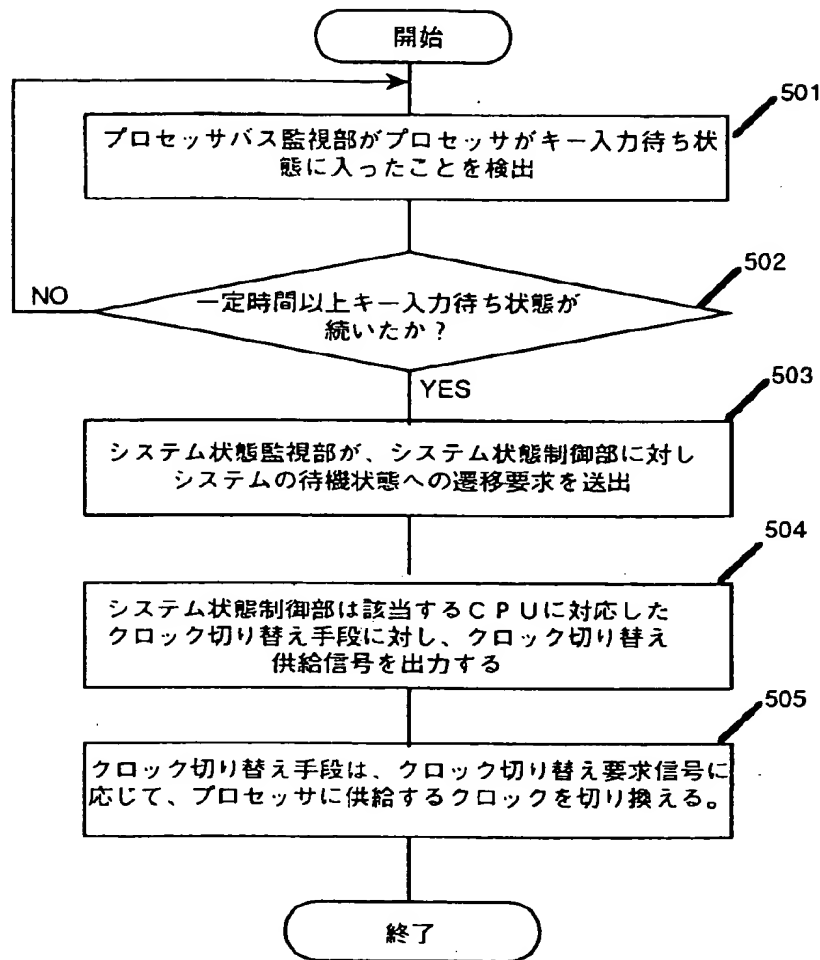 開始
501
プロセッサバス監視部がプロセッサがキー入力待ち状
態に入ったことを検出
502
NO
一定時間以上キー入力待ち状態が
続いたか？
YES
503
システム状態監視部が、システム状態制御部に対し
システムの待機状態への遷移要求を送出
504
システム状態制御部は該当するＣＰＵに対応した
クロック切り替え手段に対し、クロック切り替え
供給信号を出力する
505
クロック切り替え手段は、クロック切り替え要求信号に
応じて、プロセッサに供給するクロックを切り換える。
終了